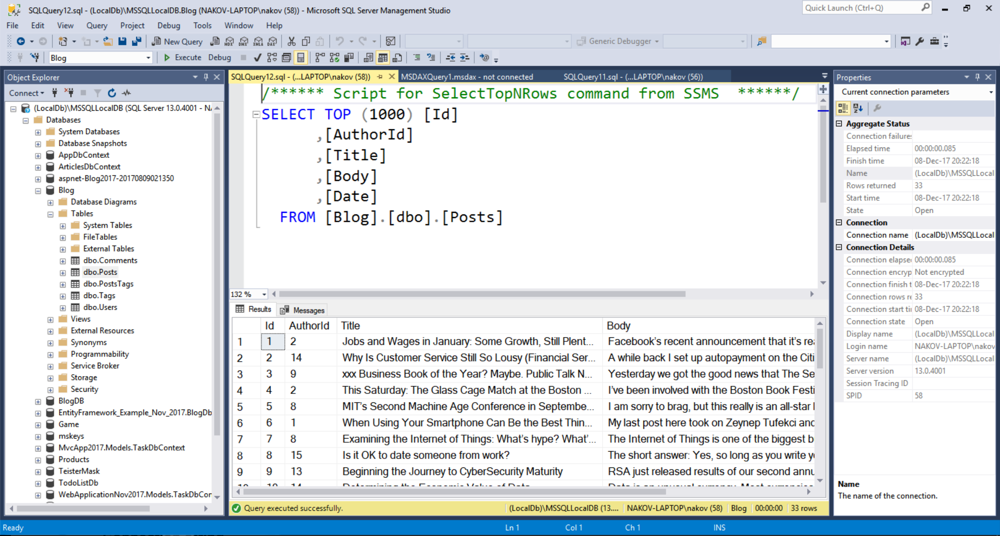 SQLQuery12.sql - (LocalDb)\MSSQLLocalDB.Blog (NAKOV-LAPTOP\nakov (58)) - Microsoft SQL Server Management Studio
Quick Launch (Ctrl+Q)
File Edit View Query Project Debug Tools Window Help
New Query MDX DMX XMLA DAX Generic Debugger
Blog Execute Debug
Object Explorer
Connect
(LocalDb)\MSSQLLocalDB (SQL Server 13.0.4001 - NA
Databases
System Databases
Database Snapshots
AppDbContext
ArticlesDbContext
aspnet-Blog2017-20170809021350
Blog
Database Diagrams
Tables
System Tables
FileTables
External Tables
dbo.Comments
dbo.Posts
dbo.PostsTags
dbo.Tags
dbo.Users
Views
External Resources
Synonyms
Programmability
Service Broker
Storage
Security
BlogDB
EntityFramework_Example_Nov_2017.BlogDb
Game
mskeys
MvcApp2017.Models.TaskDbContext
Products
TeisterMask
TodoListDb
WebApplicationNov2017.Models.TaskDbCor
SQLQuery12.sql - (...LAPTOP\nakov (58)) MSDAXQuery1.msdax - not connected SQLQuery11.sql - (...LAPTOP\nakov (56))
/****** Script for SelectTopNRows command from SSMS ******/
SELECT TOP (1000) [Id]
,[AuthorId]
,[Title]
,[Body]
,[Date]
FROM [Blog].[dbo].[Posts]
132 %
Results Messages
Id AuthorId Title Body
1 1 2 Jobs and Wages in January: Some Growth, Still Plent... Facebook's recent announcement that it's rea
2 2 14 Why Is Customer Service Still So Lousy (Financial Ser... A while back I set up autopayment on the Citi
3 3 9 xxx Business Book of the Year? Maybe. Public Talk N... Yesterday we got the good news that The Se
4 4 2 This Saturday: The Glass Cage Match at the Boston ... I've been involved with the Boston Book Festi
5 5 8 MIT's Second Machine Age Conference in Septembe... I am sorry to brag, but this really is an all-star
6 6 1 When Using Your Smartphone Can Be the Best Thin... My last post here took on Zeynep Tufekci and
7 7 8 Examining the Internet of Things: What's hype? What'... The Internet of Things is one of the biggest b
8 8 15 Is it OK to date someone from work? The short answer: Yes, so long as you write y
9 9 13 Beginning the Journey to CyberSecurity Maturity RSA just released results of our second annu
10 10 14 Determining the Economic Value of Data Data is an unusual currency. Most currencies
Query executed successfully. (LocalDb)\MSSQLLocalDB (13.... NAKOV-LAPTOP\nakov (58) Blog 00:00:00 33 rows
Properties
Current connection parameters
Aggregate Status
Connection failures
Elapsed time 00:00:00.085
Finish time 08-Dec-17 20:22:18
Name (LocalDb)\MSSQLLocal
Rows returned 33
Start time 08-Dec-17 20:22:18
State Open
Connection
Connection name (LocalDb)\MSSQLLocal
Connection Details
Connection elapse 00:00:00.085
Connection encryp Not encrypted
Connection finish t 08-Dec-17 20:22:18
Connection rows re 33
Connection start ti 08-Dec-17 20:22:18
Connection state Open
Display name (LocalDb)\MSSQLLocal
Login name NAKOV-LAPTOP\nakov
Server name (LocalDb)\MSSQLLocal
Server version 13.0.4001
Session Tracing ID
SPID 58
Name
The name of the connection.
Ready Ln 1 Col 1 Ch 1 INS